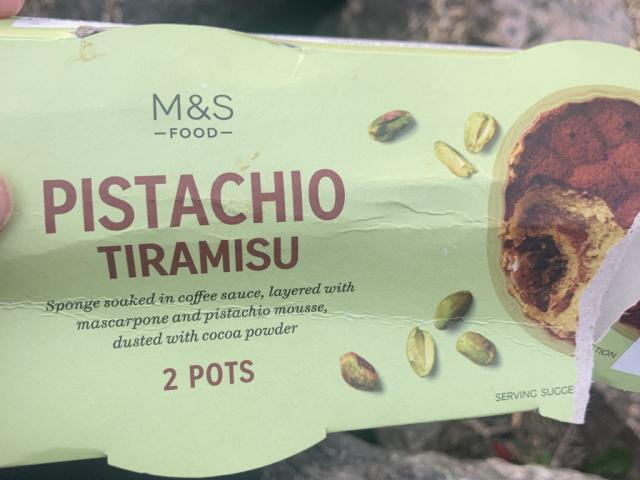 M&S
—FOOD—
PISTACHIO
TIRAMISU
Sponge soaked in coffee sauce, layered with
mascarpone and pistachio mousse,
dusted with cocoa powder
2 POTS
SERVING